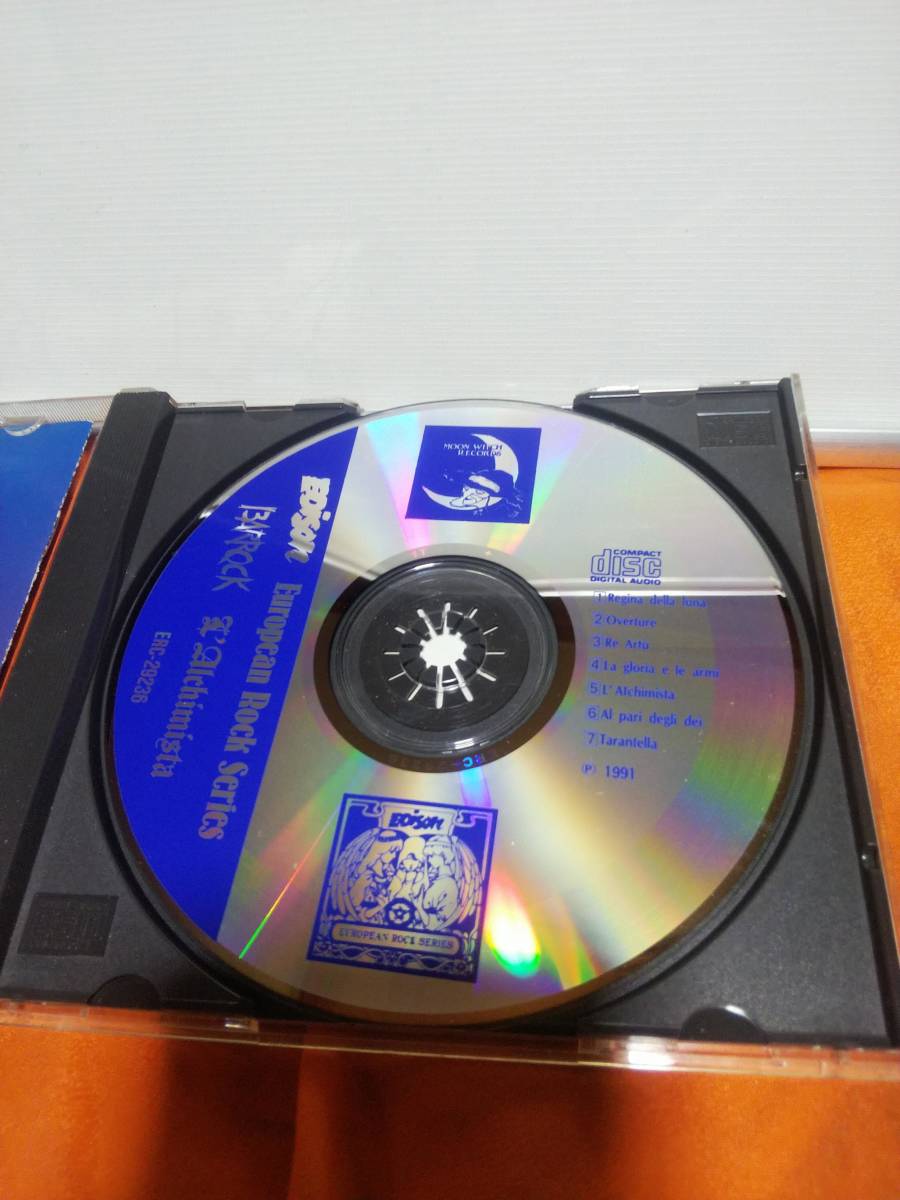 MOON WITCH
RECORDS
EDison European Rock Series
BARROCK L'Alchimista
ERC-29236
COMPACT
disc
DIGITAL AUDIO
1 Regina della luna
2 Overture
3 Re Artù
4 La gloria e le armi
5 L'Alchimista
6 Al pari degli dei
7 Tarantella
Ⓟ 1991
EDison
EUROPEAN ROCK SERIES